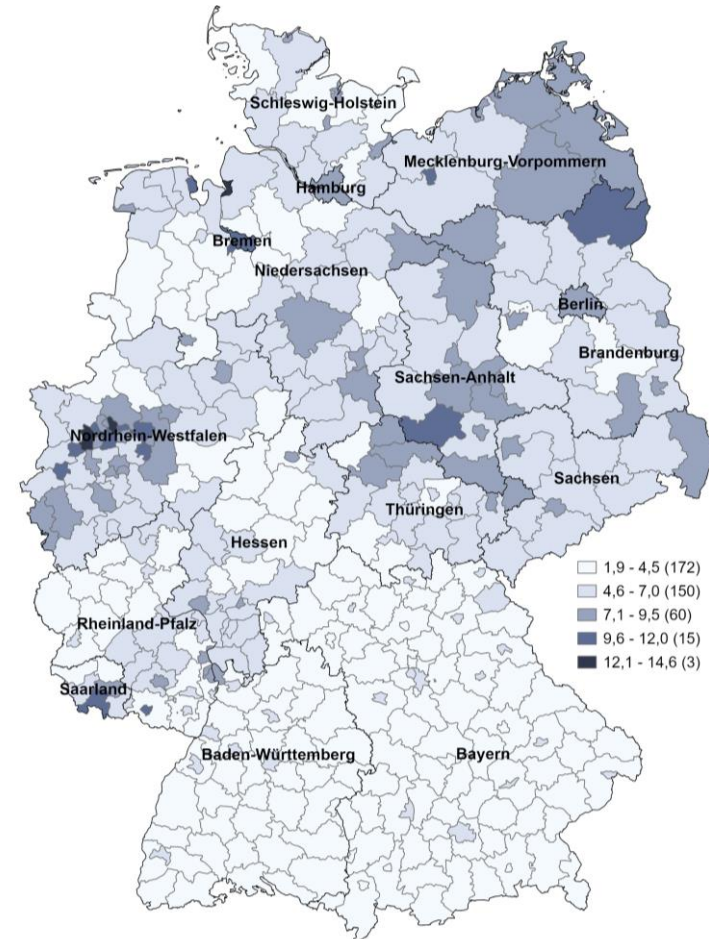 Schleswig-Holstein
Mecklenburg-Vorpommern
Hamburg
Bremen
Niedersachsen
Berlin
Brandenburg
Sachsen-Anhalt
Nordrhein-Westfalen
Sachsen
Thüringen
Hessen
1,9 - 4,5 (172)
4,6 - 7,0 (150)
7,1 - 9,5 (60)
9,6 - 12,0 (15)
12,1 - 14,6 (3)
Rheinland-Pfalz
Saarland
Baden-Württemberg
Bayern